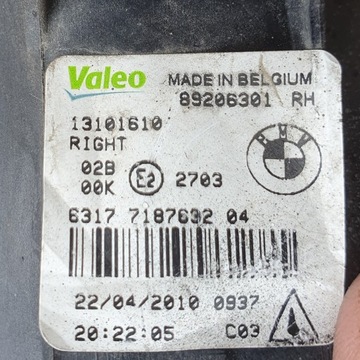 Valeo
MADE IN BELGIUM
89206301 RH
13101610
RIGHT
BMW
02B
00K
E2
2703
6317 7187632 04
22/04/2010 0937
20:22:05 C03